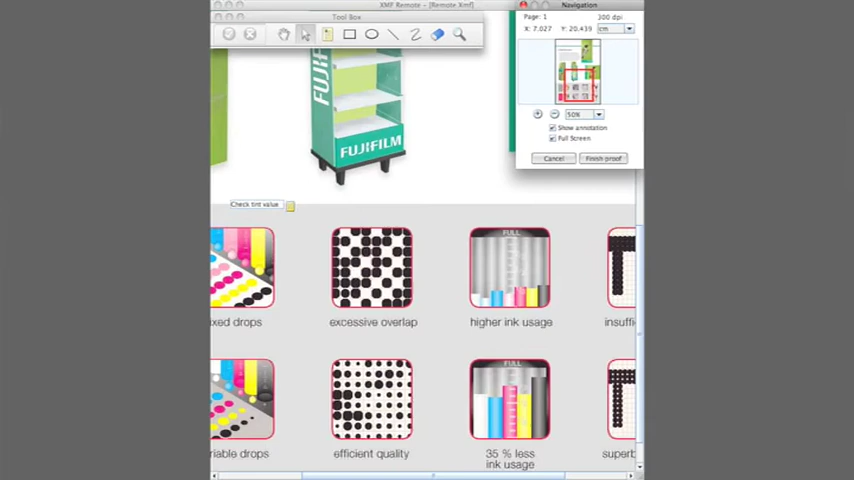 XMF Remote - [Remote Xmf]
Navigation
Tool Box
Page: 1
300 dpi
X: 7.027
Y: 20.439
cm
50%
Show annotation
Full Screen
Cancel
Finish proof
FUJIFILM
FUJIFILM
Check tint value
FULL
ixed drops
excessive overlap
higher ink usage
insuffi
FULL
riable drops
efficient quality
35 % less
ink usage
superb